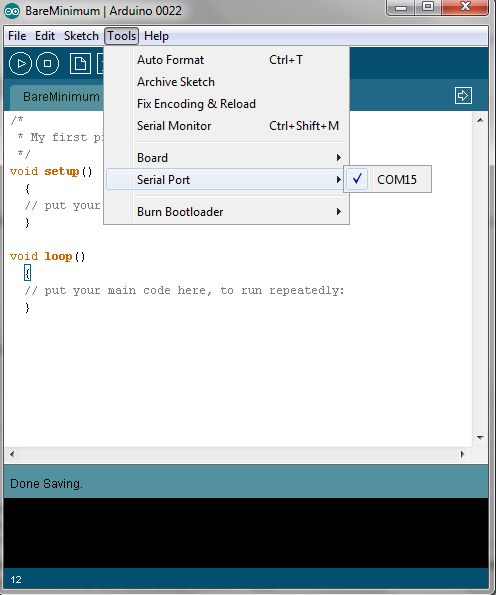 BareMinimum | Arduino 0022
File Edit Sketch Tools Help
Auto Format Ctrl+T
Archive Sketch
Fix Encoding & Reload
Serial Monitor Ctrl+Shift+M
Board
Serial Port
COM15
Burn Bootloader
BareMinimum
/*
* My first p
*/
void setup()
{
// put your
}
void loop()
{
// put your main code here, to run repeatedly:
}
Done Saving.
12